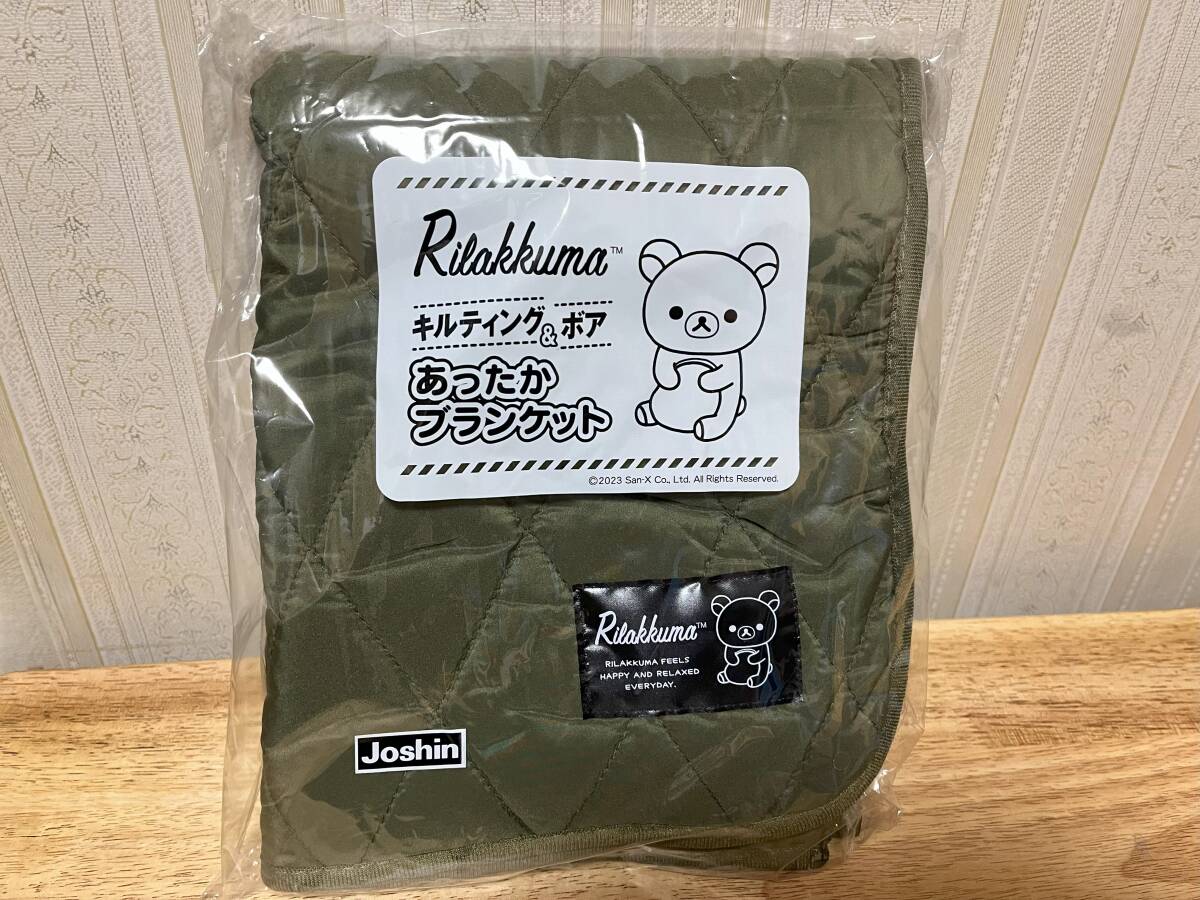 Rilakkuma™
キルティング&ボア
あったか
ブランケット
©2023 San-X Co., Ltd. All Rights Reserved.
Rilakkuma™
RILAKKUMA FEELS
HAPPY AND RELAXED
EVERYDAY.
Joshin